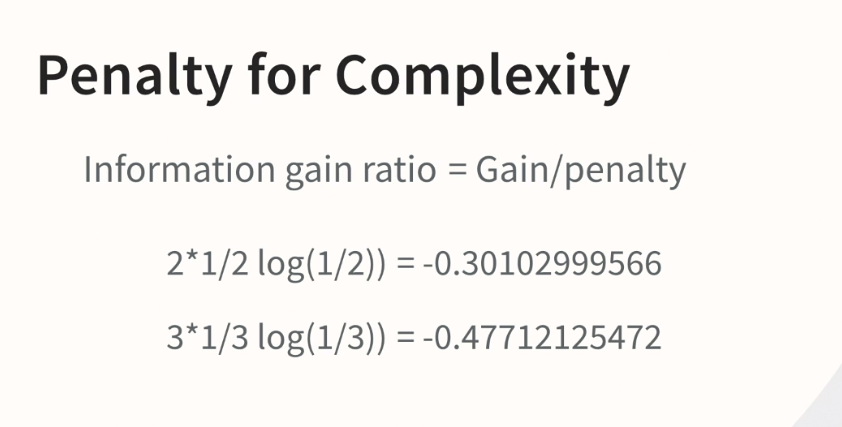 Penalty for Complexity
Information gain ratio = Gain/penalty
2*1/2 log(1/2)) = -0.30102999566
3*1/3 log(1/3)) = -0.47712125472